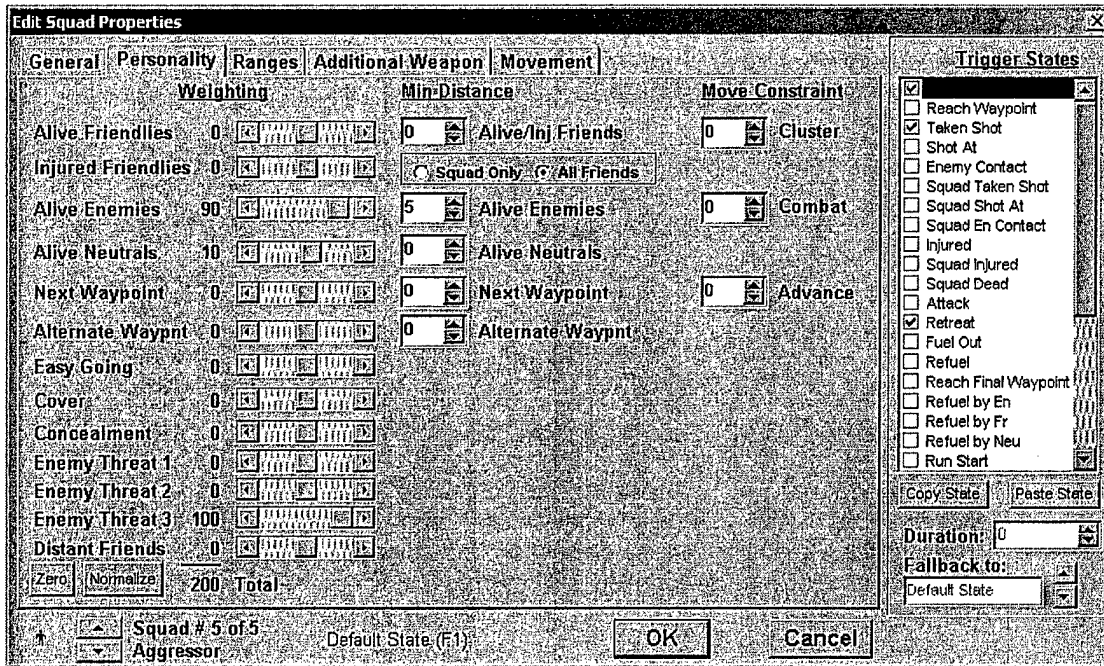 Edit Squad Properties
General Personality Ranges Additional Weapon Movement
Weighting Min-Distance Move Constraint
Alive Friendlies 0 0 Alive/Inj Friends 0 Cluster
Injured Friendlies 0 Squad Only All Friends
Alive Enemies 90 5 Alive Enemies 0 Combat
Alive Neutrals 10 0 Alive Neutrals
Next Waypoint 0 0 Next Waypoint 0 Advance
Alternate Waypnt 0 0 Alternate Waypnt
Easy Going 0
Cover 0
Concealment 0
Enemy Threat 1 0
Enemy Threat 2 0
Enemy Threat 3 100
Distant Friends 0
Zero Normalize 200 Total
Squad # 5 of 5
Aggressor
Default State (F1)
OK Cancel
Trigger States
Reach Waypoint
Taken Shot
Shot At
Enemy Contact
Squad Taken Shot
Squad Shot At
Squad En Contact
Injured
Squad Injured
Squad Dead
Attack
Retreat
Fuel Out
Refuel
Reach Final Waypoint
Refuel by En
Refuel by Fr
Refuel by Neu
Run Start
Copy State Paste State
Duration: 0
Fallback to:
Default State